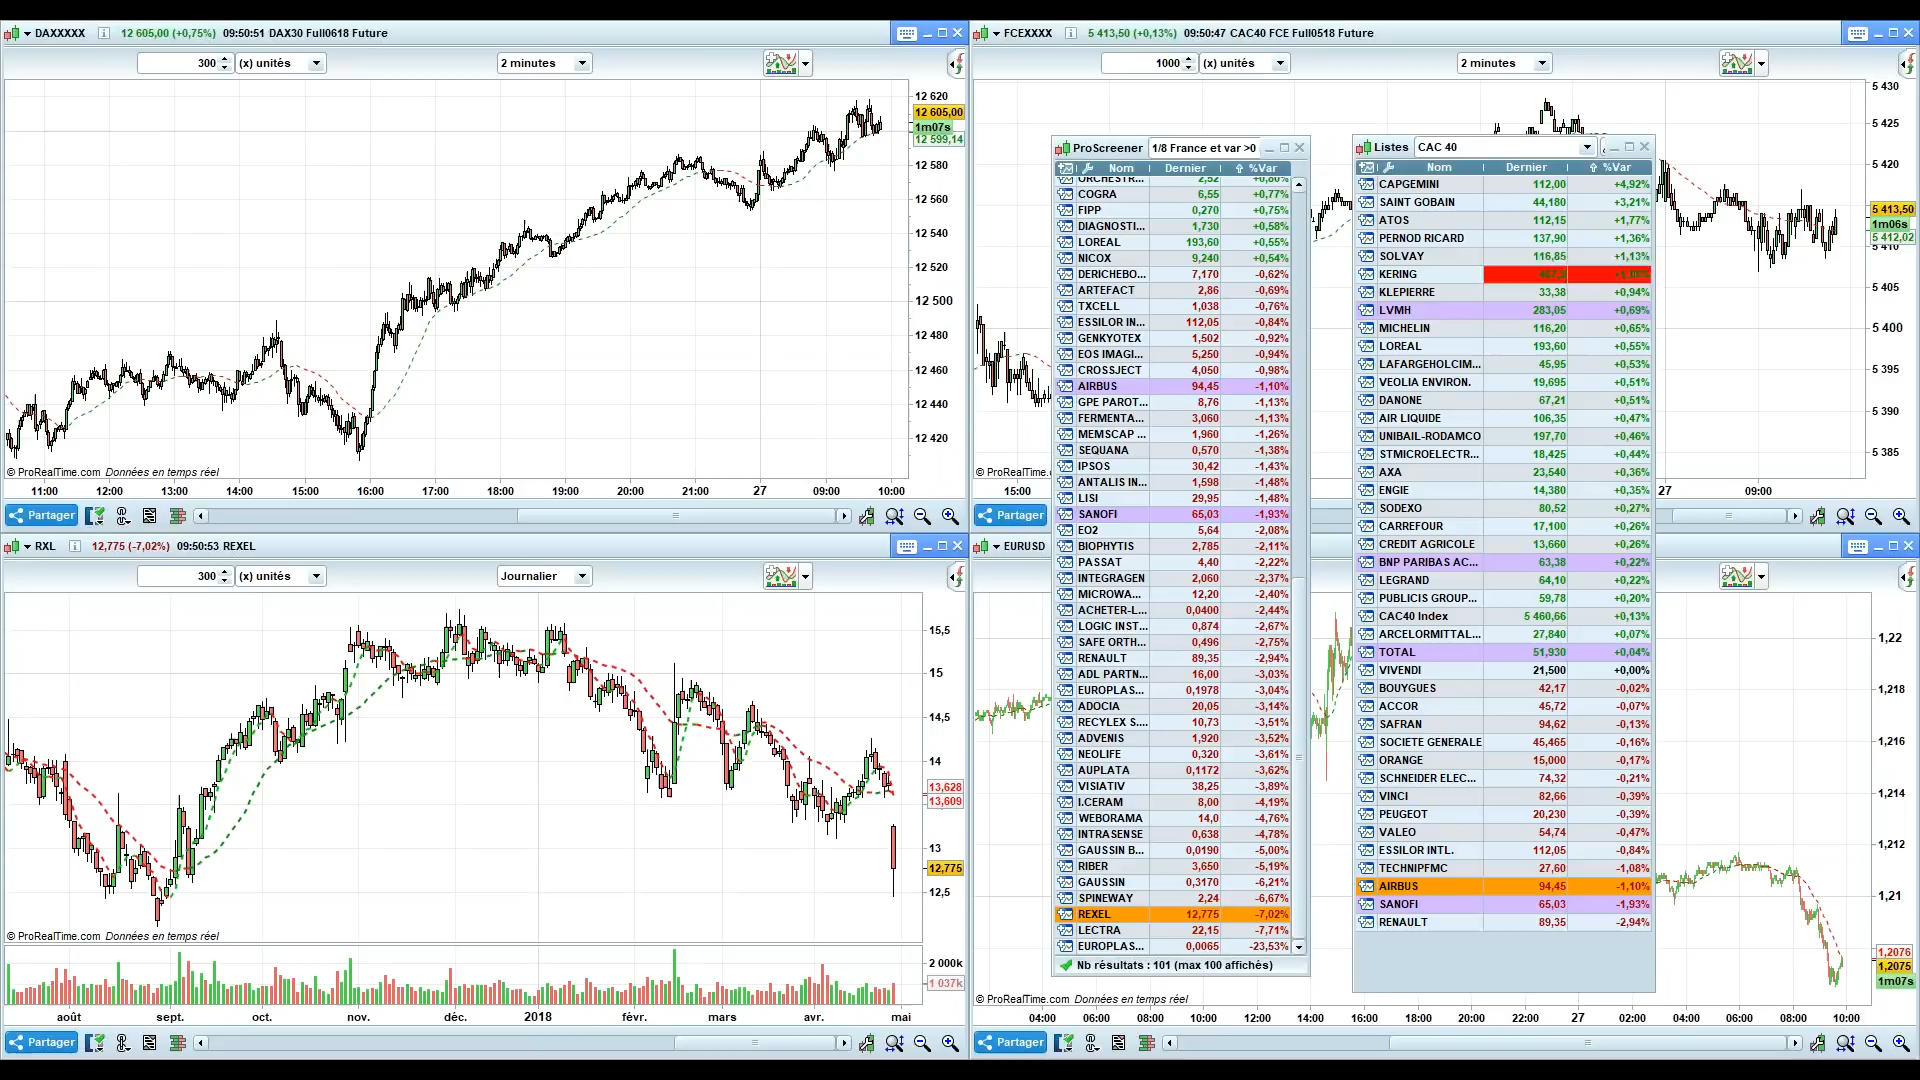 DAXXXXX 12 605,00 (+0,75%) 09:50:51 DAX30 Full0618 Future
300 (x) unités 2 minutes
12 620
12 605,00
1m07s
12 599,14
12 580
12 560
12 540
12 520
12 500
12 480
12 460
12 440
12 420
© ProRealTime.com Données en temps réel
11:00 12:00 13:00 14:00 15:00 16:00 17:00 18:00 19:00 20:00 21:00 27 09:00 10:00
Partager
FCEXXXX 5 413,50 (+0,13%) 09:50:47 CAC40 FCE Full0518 Future
1000 (x) unités 2 minutes
5 430
5 425
5 420
5 413,50
1m06s
5 412,02
5 410
5 405
5 400
5 395
5 390
5 385
© ProRealTime.
15:00 27 09:00
Partager
RXL 12,775 (-7,02%) 09:50:53 REXEL
300 (x) unités Journalier
15,5
15
14,5
14
13,628
13,609
13
12,775
12,5
© ProRealTime.com Données en temps réel
2 000k
1 037k
août sept. oct. nov. déc. 2018 févr. mars avr. mai
Partager
EURUSD
1,22
1,218
1,216
1,214
1,212
1,21
1,2076
1,2075
1m07s
© ProRealTime.com Données en temps réel
04:00 06:00 08:00 10:00 12:00 14:00 16:00 18:00 20:00 22:00 27 02:00 04:00 06:00 08:00 10:00
Partager
ProScreener 1/8 France et var >0
Nom Dernier %Var
ORCHESTR... 2,52 +0,80%
COGRA 6,55 +0,77%
FIPP 0,270 +0,75%
DIAGNOSTI... 1,730 +0,58%
LOREAL 193,60 +0,55%
NICOX 9,240 +0,54%
DERICHEBO... 7,170 -0,62%
ARTEFACT 2,86 -0,69%
TXCELL 1,038 -0,76%
ESSILOR IN... 112,05 -0,84%
GENKYOTEX 1,502 -0,92%
EOS IMAGI... 5,250 -0,94%
CROSSJECT 4,050 -0,98%
AIRBUS 94,45 -1,10%
GPE PAROT... 8,76 -1,13%
FERMENTA... 3,060 -1,13%
MEMSCAP ... 1,960 -1,26%
SEQUANA 0,570 -1,38%
IPSOS 30,42 -1,43%
ANTALIS IN... 1,598 -1,48%
LISI 29,95 -1,48%
SANOFI 65,03 -1,93%
EO2 5,64 -2,08%
BIOPHYTIS 2,785 -2,11%
PASSAT 4,40 -2,22%
INTEGRAGEN 2,060 -2,37%
MICROWA... 12,20 -2,40%
ACHETER-L... 0,0400 -2,44%
LOGIC INST... 0,874 -2,67%
SAFE ORTH... 0,496 -2,75%
RENAULT 89,35 -2,94%
ADL PARTN... 16,00 -3,03%
EUROPLAS... 0,1978 -3,04%
ADOCIA 20,05 -3,14%
RECYLEX S.... 10,73 -3,51%
ADVENIS 1,920 -3,52%
NEOLIFE 0,320 -3,61%
AUPLATA 0,1172 -3,62%
VISIATIV 38,25 -3,89%
I.CERAM 8,00 -4,19%
WEBORAMA 14,0 -4,76%
INTRASENSE 0,638 -4,78%
GAUSSIN B... 0,0190 -5,00%
RIBER 3,650 -5,19%
GAUSSIN 0,3170 -6,21%
SPINEWAY 2,24 -6,67%
REXEL 12,775 -7,02%
LECTRA 22,15 -7,71%
EUROPLAS... 0,0065 -23,53%
Nb résultats : 101 (max 100 affichés)
Listes CAC 40
Nom Dernier %Var
CAPGEMINI 112,00 +4,92%
SAINT GOBAIN 44,180 +3,21%
ATOS 112,15 +1,77%
PERNOD RICARD 137,90 +1,36%
SOLVAY 116,85 +1,13%
KERING
KLEPIERRE 33,38 +0,94%
LVMH 283,05 +0,69%
MICHELIN 116,20 +0,65%
LOREAL 193,60 +0,55%
LAFARGEHOLCIM... 45,95 +0,53%
VEOLIA ENVIRON. 19,695 +0,51%
DANONE 67,21 +0,51%
AIR LIQUIDE 106,35 +0,47%
UNIBAIL-RODAMCO 197,70 +0,46%
STMICROELECTR... 18,425 +0,44%
AXA 23,540 +0,36%
ENGIE 14,380 +0,35%
SODEXO 80,52 +0,27%
CARREFOUR 17,100 +0,26%
CREDIT AGRICOLE 13,660 +0,26%
BNP PARIBAS AC... 63,38 +0,22%
LEGRAND 64,10 +0,22%
PUBLICIS GROUP... 59,78 +0,20%
CAC40 Index 5 460,66 +0,13%
ARCELORMITTAL... 27,840 +0,07%
TOTAL 51,930 +0,04%
VIVENDI 21,500 +0,00%
BOUYGUES 42,17 -0,02%
ACCOR 45,72 -0,07%
SAFRAN 94,62 -0,13%
SOCIETE GENERALE 45,465 -0,16%
ORANGE 15,000 -0,17%
SCHNEIDER ELEC... 74,32 -0,21%
VINCI 82,66 -0,39%
PEUGEOT 20,230 -0,39%
VALEO 54,74 -0,47%
ESSILOR INTL. 112,05 -0,84%
TECHNIPFMC 27,60 -1,08%
AIRBUS 94,45 -1,10%
SANOFI 65,03 -1,93%
RENAULT 89,35 -2,94%